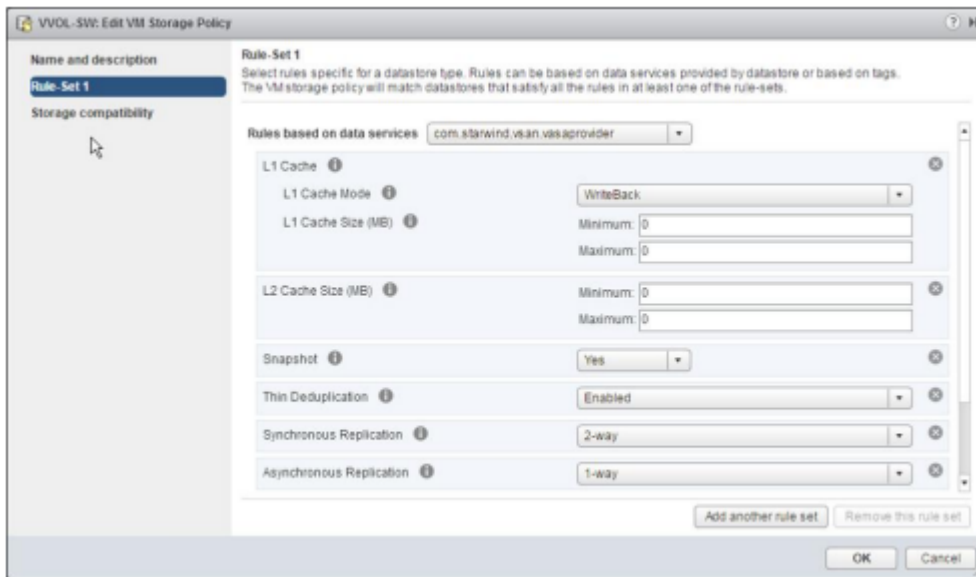 VVOL-SW: Edit VM Storage Policy
Name and description
Rule-Set 1
Storage compatibility
Rule-Set 1
Select rules specific for a datastore type. Rules can be based on data services provided by datastore or based on tags.
The VM storage policy will match datastores that satisfy all the rules in at least one of the rule-sets.
Rules based on data services com.starwind.vsan.vasaprovider
L1 Cache
L1 Cache Mode WriteBack
L1 Cache Size (MB) Minimum: 0
Maximum: 0
L2 Cache Size (MB) Minimum: 0
Maximum: 0
Snapshot Yes
Thin Deduplication Enabled
Synchronous Replication 2-way
Asynchronous Replication 1-way
Add another rule set Remove this rule set
OK Cancel